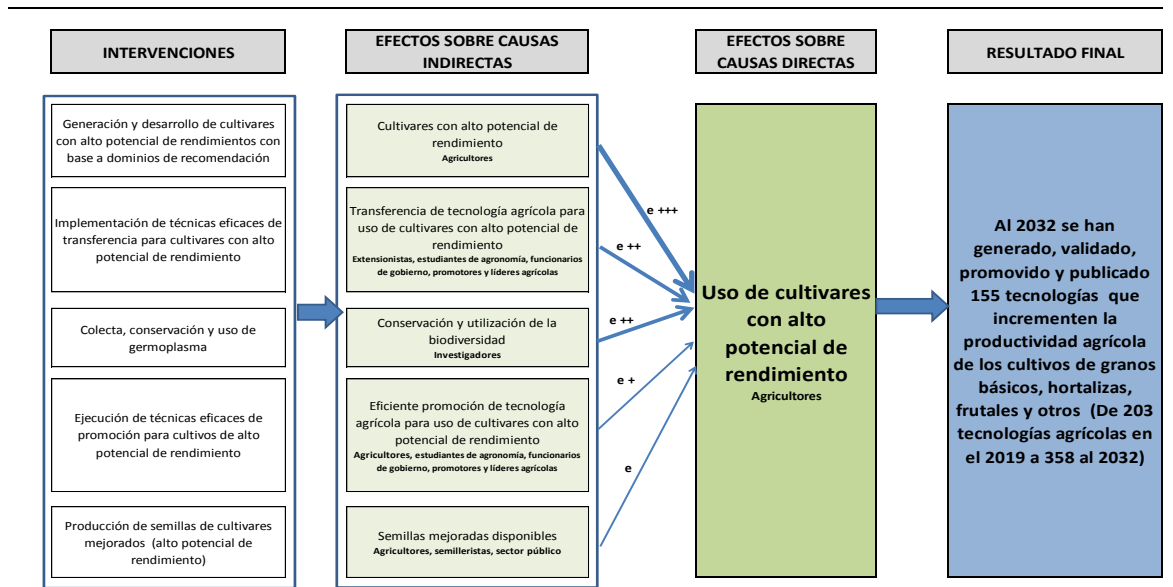 INTERVENCIONES
Generación y desarrollo de cultivares
con alto potencial de rendimientos con
base a dominios de recomendación
Implementación de técnicas eficaces de
transferencia para cultivares con alto
potencial de rendimiento
Colecta, conservación y uso de
germoplasma
Ejecución de técnicas eficaces de
promoción para cultivos de alto
potencial de rendimiento
Producción de semillas de cultivares
mejorados (alto potencial de
rendimiento)
EFECTOS SOBRE CAUSAS
INDIRECTAS
Cultivares con alto potencial de
rendimiento
Agricultores
Transferencia de tecnología agrícola para
uso de cultivares con alto potencial de
rendimiento
Extensionistas, estudiantes de agronomía, funcionarios
de gobierno, promotores y líderes agrícolas
Conservación y utilización de la
biodiversidad
Investigadores
Eficiente promoción de tecnología
agrícola para uso de cultivares con alto
potencial de rendimiento
Agricultores, estudiantes de agronomía, funcionarios
de gobierno, promotores y líderes agrícolas
Semillas mejoradas disponibles
Agricultores, semilleristas, sector público
e +++
e ++
e ++
e +
e
EFECTOS SOBRE
CAUSAS DIRECTAS
Uso de cultivares
con alto
potencial de
rendimiento
Agricultores
RESULTADO FINAL
Al 2032 se han
generado, validado,
promovido y publicado
155 tecnologías que
incrementen la
productividad agrícola
de los cultivos de granos
básicos, hortalizas,
frutales y otros (De 203
tecnologías agrícolas en
el 2019 a 358 al 2032)